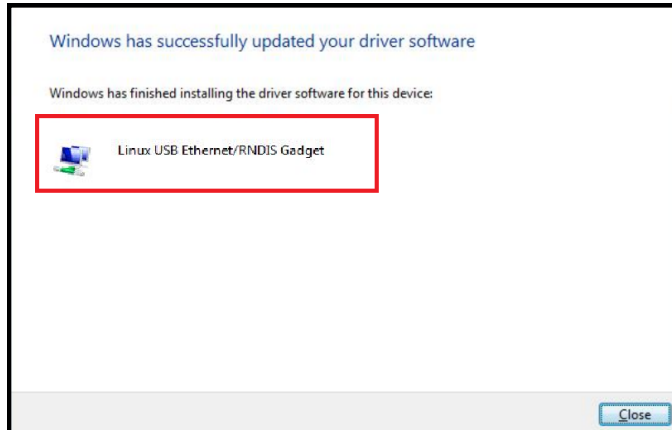 Windows has successfully updated your driver software
Windows has finished installing the driver software for this device:
Linux USB Ethernet/RNDIS Gadget
Close